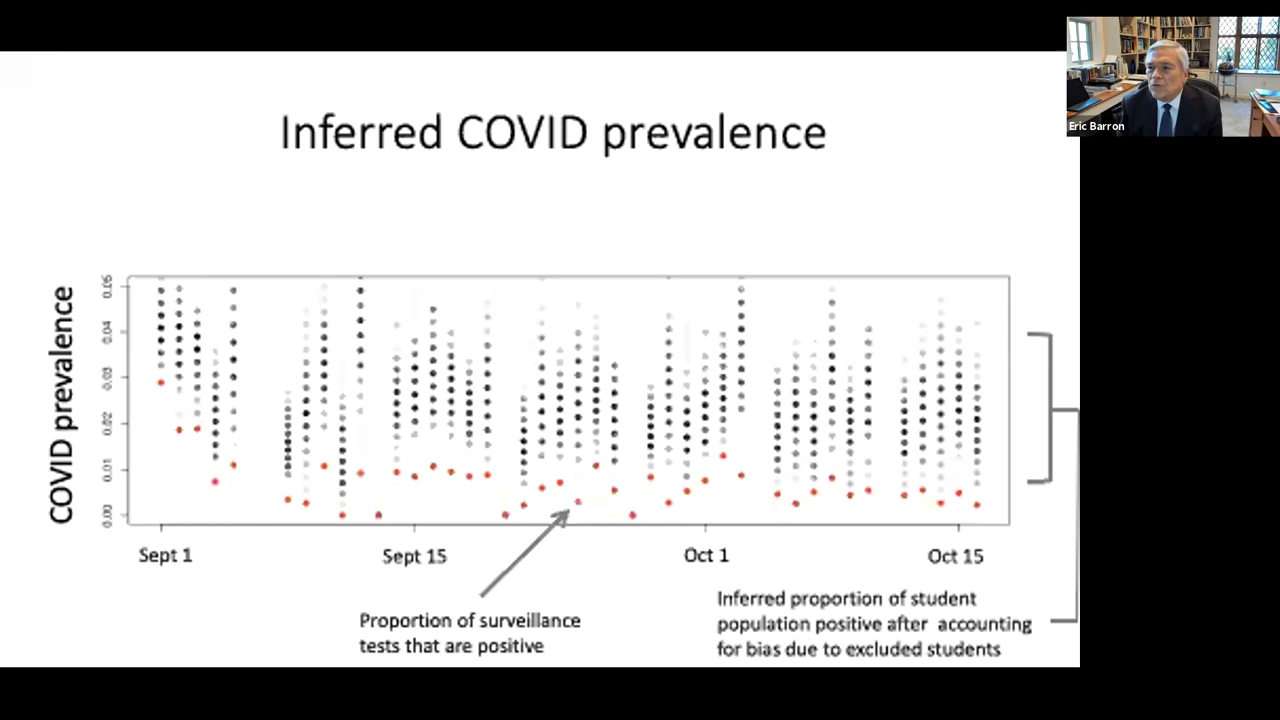 Eric Barron
Inferred COVID prevalence
COVID prevalence
0.06
0.04
0.03
0.02
0.01
0.00
Sept 1
Sept 15
Oct 1
Oct 15
Proportion of surveillance
tests that are positive
Inferred proportion of student
population positive after accounting
for bias due to excluded students